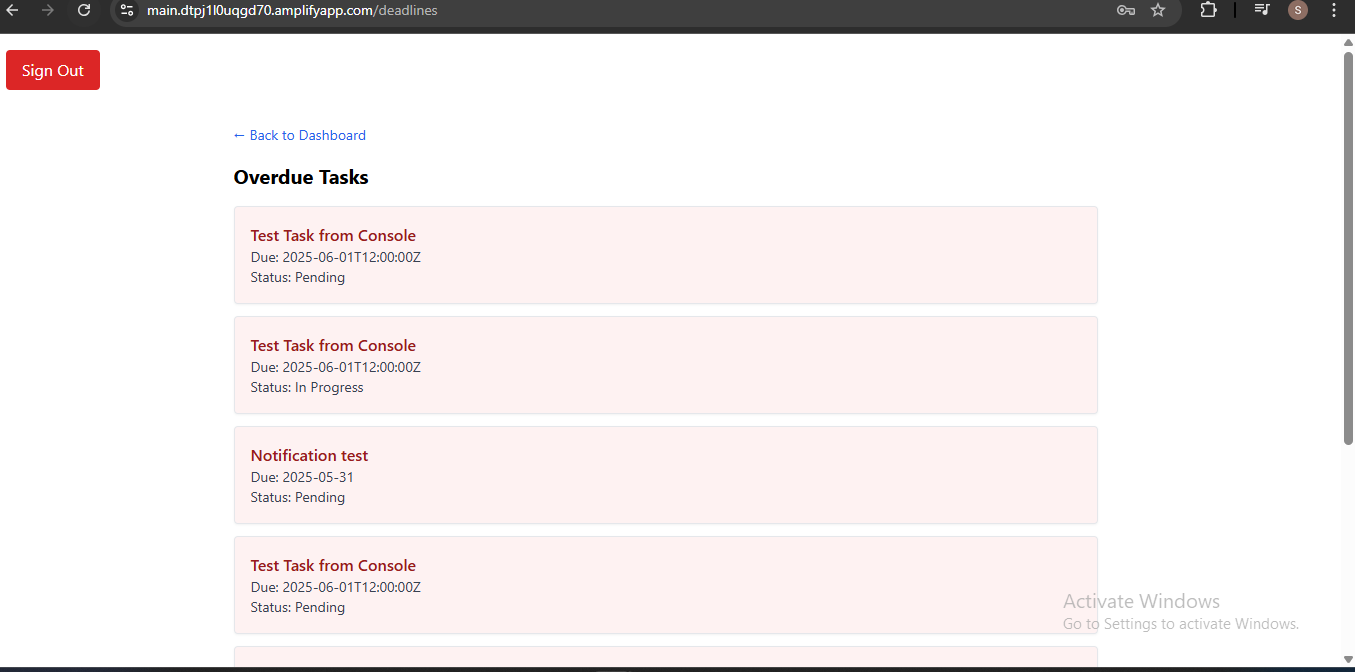 main.dtpj1l0uqgd70.amplifyapp.com/deadlines
S
Sign Out
← Back to Dashboard
Overdue Tasks
Test Task from Console
Due: 2025-06-01T12:00:00Z
Status: Pending
Test Task from Console
Due: 2025-06-01T12:00:00Z
Status: In Progress
Notification test
Due: 2025-05-31
Status: Pending
Test Task from Console
Due: 2025-06-01T12:00:00Z
Status: Pending
Activate Windows
Go to Settings to activate Windows.